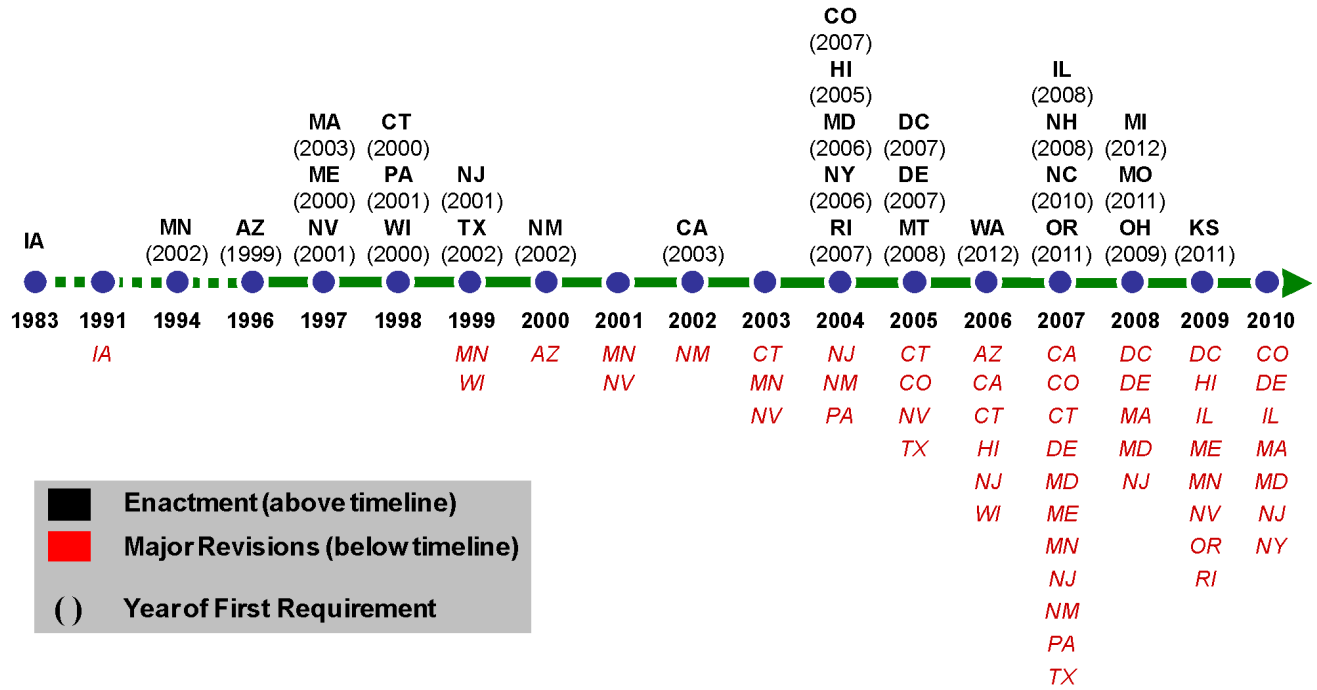 CO
(2007)
HI IL
(2005) (2008)
MA CT MD DC NH MI
(2003) (2000) (2006) (2007) (2008) (2012)
ME PA NJ NY DE NC MO
(2000) (2001) (2001) (2006) (2007) (2010) (2011)
IA MN AZ NV WI TX NM CA RI MT WA OR OH KS
(2002) (1999) (2001) (2000) (2002) (2002) (2003) (2007) (2008) (2012) (2011) (2009) (2011)
1983 1991 1994 1996 1997 1998 1999 2000 2001 2002 2003 2004 2005 2006 2007 2008 2009 2010
IA MN AZ MN NM CT NJ CT AZ CA DC DC CO
WI NV MN NM CO CA CO DE HI DE
NV PA NV CT CT MA IL IL
TX HI DE MD ME MA
NJ MD NJ MN MD
WI ME NV NJ
MN OR NY
NJ RI
NM
PA
TX
Enactment (above timeline)
Major Revisions (below timeline)
( ) Year of First Requirement